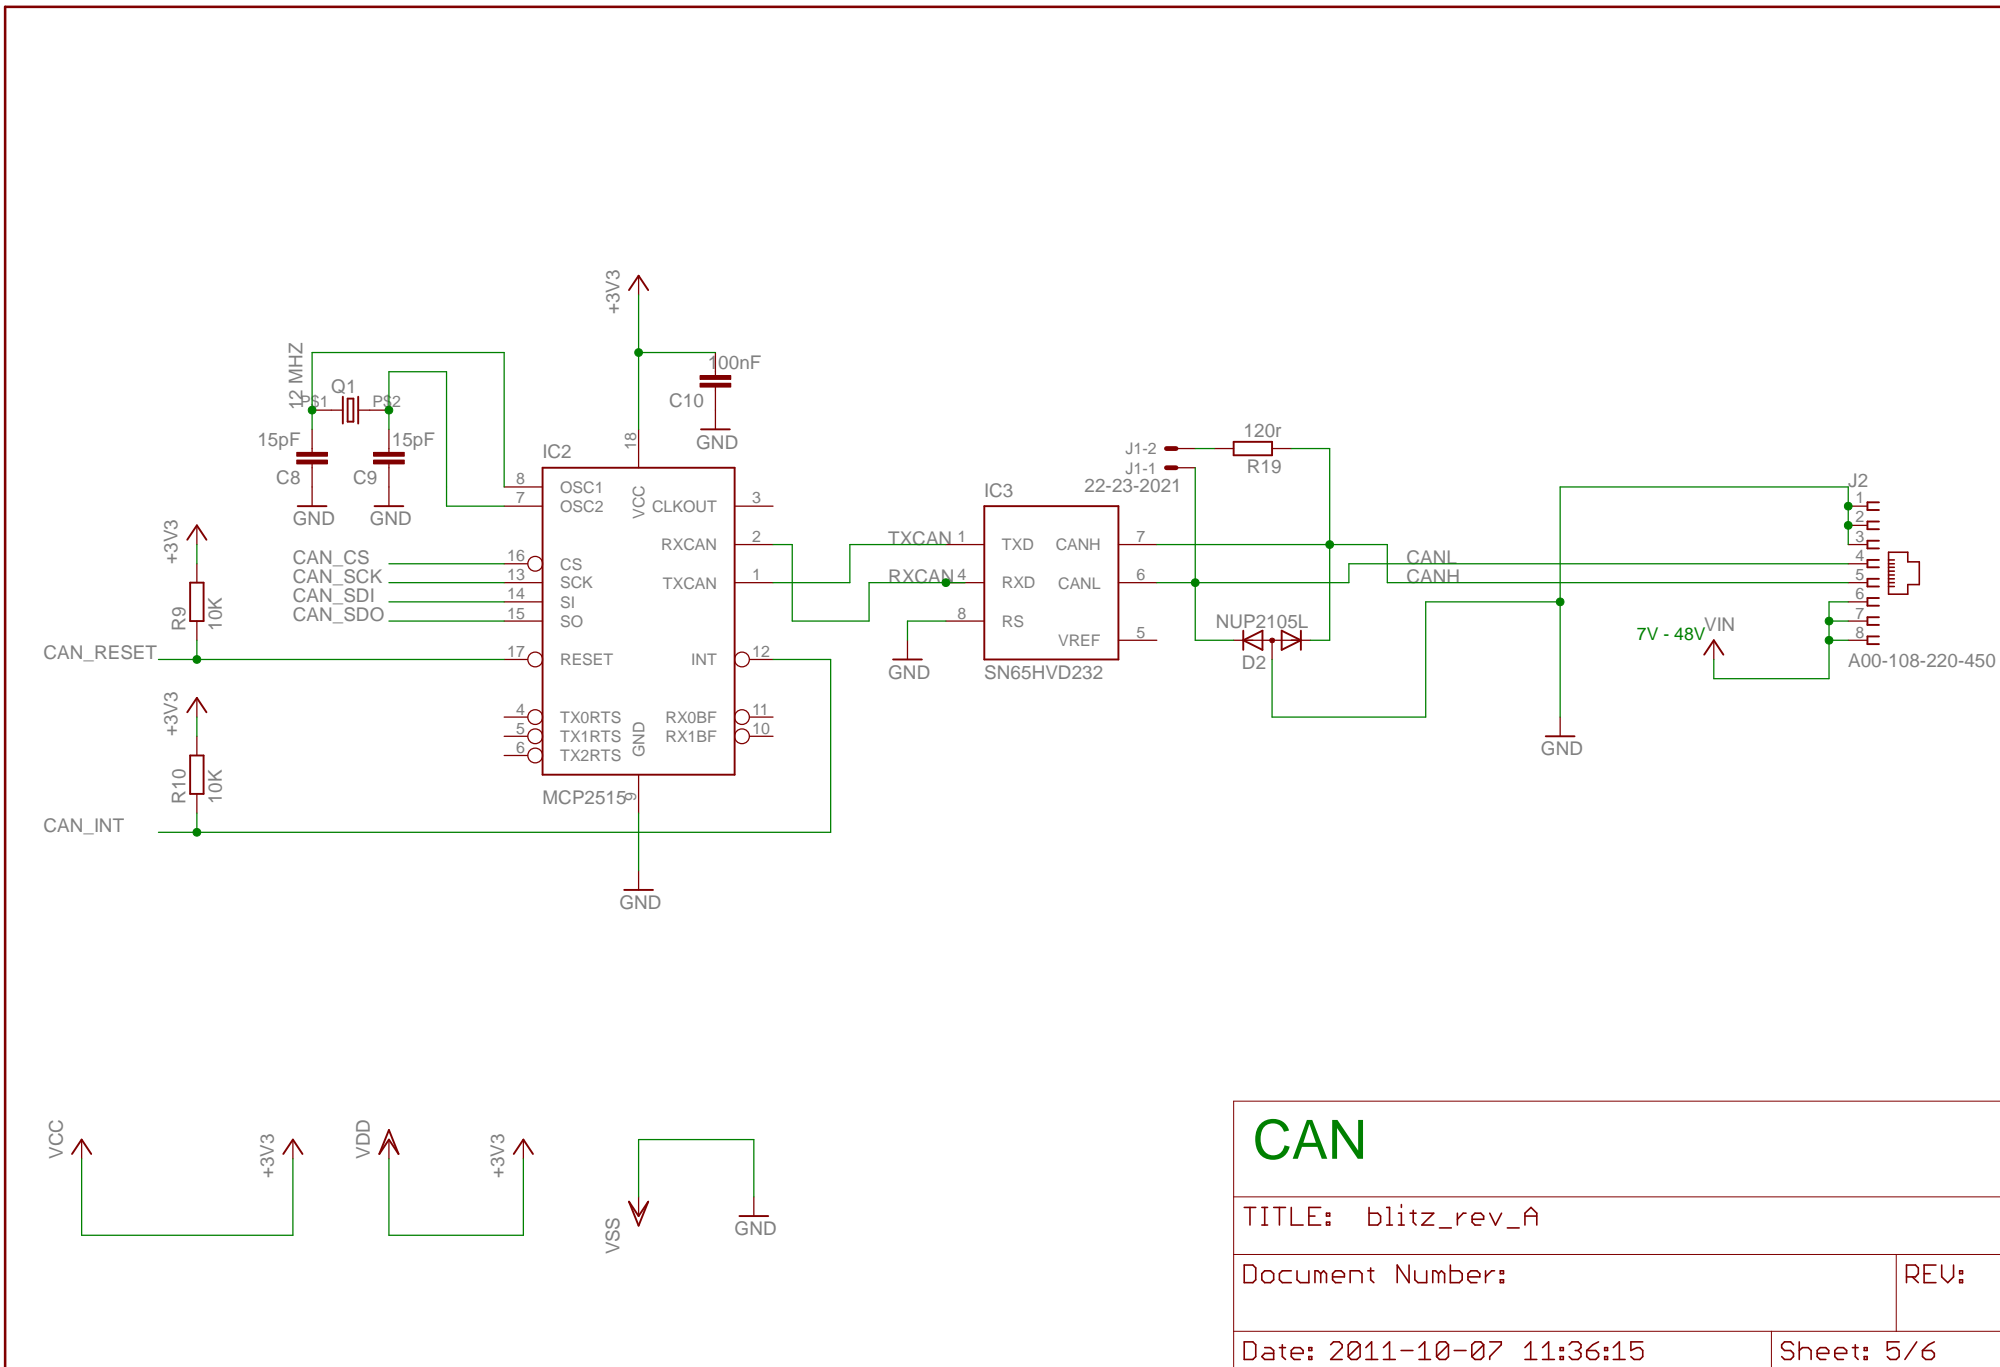 +3V3
12 MHZ
Q1
PS1
PS2
100nF
C10
GND
15pF
15pF
C8
C9
GND
GND
18
IC2
8
7
OSC1
OSC2
VCC
CLKOUT
3
RXCAN
2
TXCAN
1
+3V3
CAN_CS
CAN_SCK
CAN_SDI
CAN_SDO
16
13
14
15
CS
SCK
SI
SO
R9
10K
CAN_RESET
17
RESET
INT
12
+3V3
4
5
6
TX0RTS
TX1RTS
TX2RTS
GND
RX0BF
RX1BF
11
10
R10
10K
MCP2515
9
CAN_INT
GND
J1-2
J1-1
22-23-2021
120r
R19
IC3
TXCAN
1
TXD
CANH
7
RXCAN
4
RXD
CANL
6
8
RS
VREF
5
GND
SN65HVD232
NUP2105L
D2
CANL
CANH
J2
1
2
3
4
5
6
7
8
7V - 48V
VIN
A00-108-220-450
GND
VCC
+3V3
VDD
+3V3
VSS
GND
CAN
TITLE: blitz_rev_A
Document Number:
REV:
Date: 2011-10-07 11:36:15
Sheet: 5/6